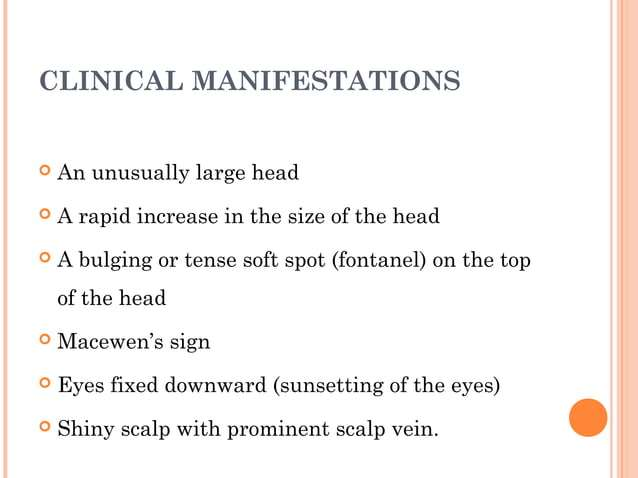 CLINICAL MANIFESTATIONS
An unusually large head
A rapid increase in the size of the head
A bulging or tense soft spot (fontanel) on the top
of the head
Macewen’s sign
Eyes fixed downward (sunsetting of the eyes)
Shiny scalp with prominent scalp vein.